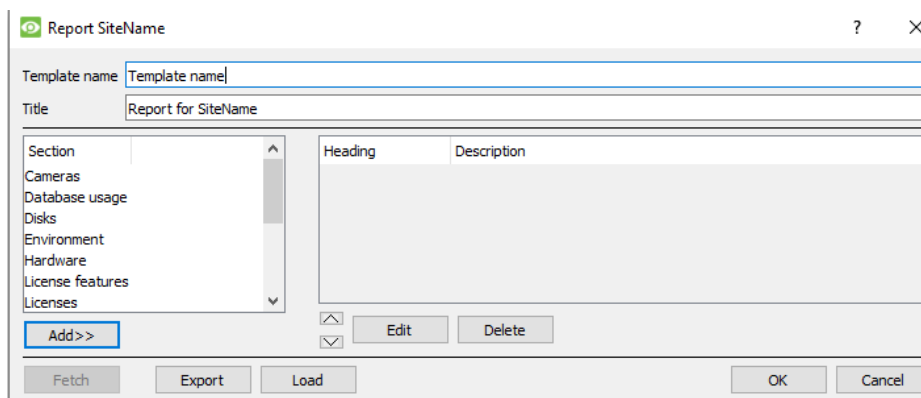 Report SiteName ?
Template name Template name
Title Report for SiteName
Section Heading Description
Cameras
Database usage
Disks
Environment
Hardware
License features
Licenses
Add>> Edit Delete
Fetch Export Load OK Cancel